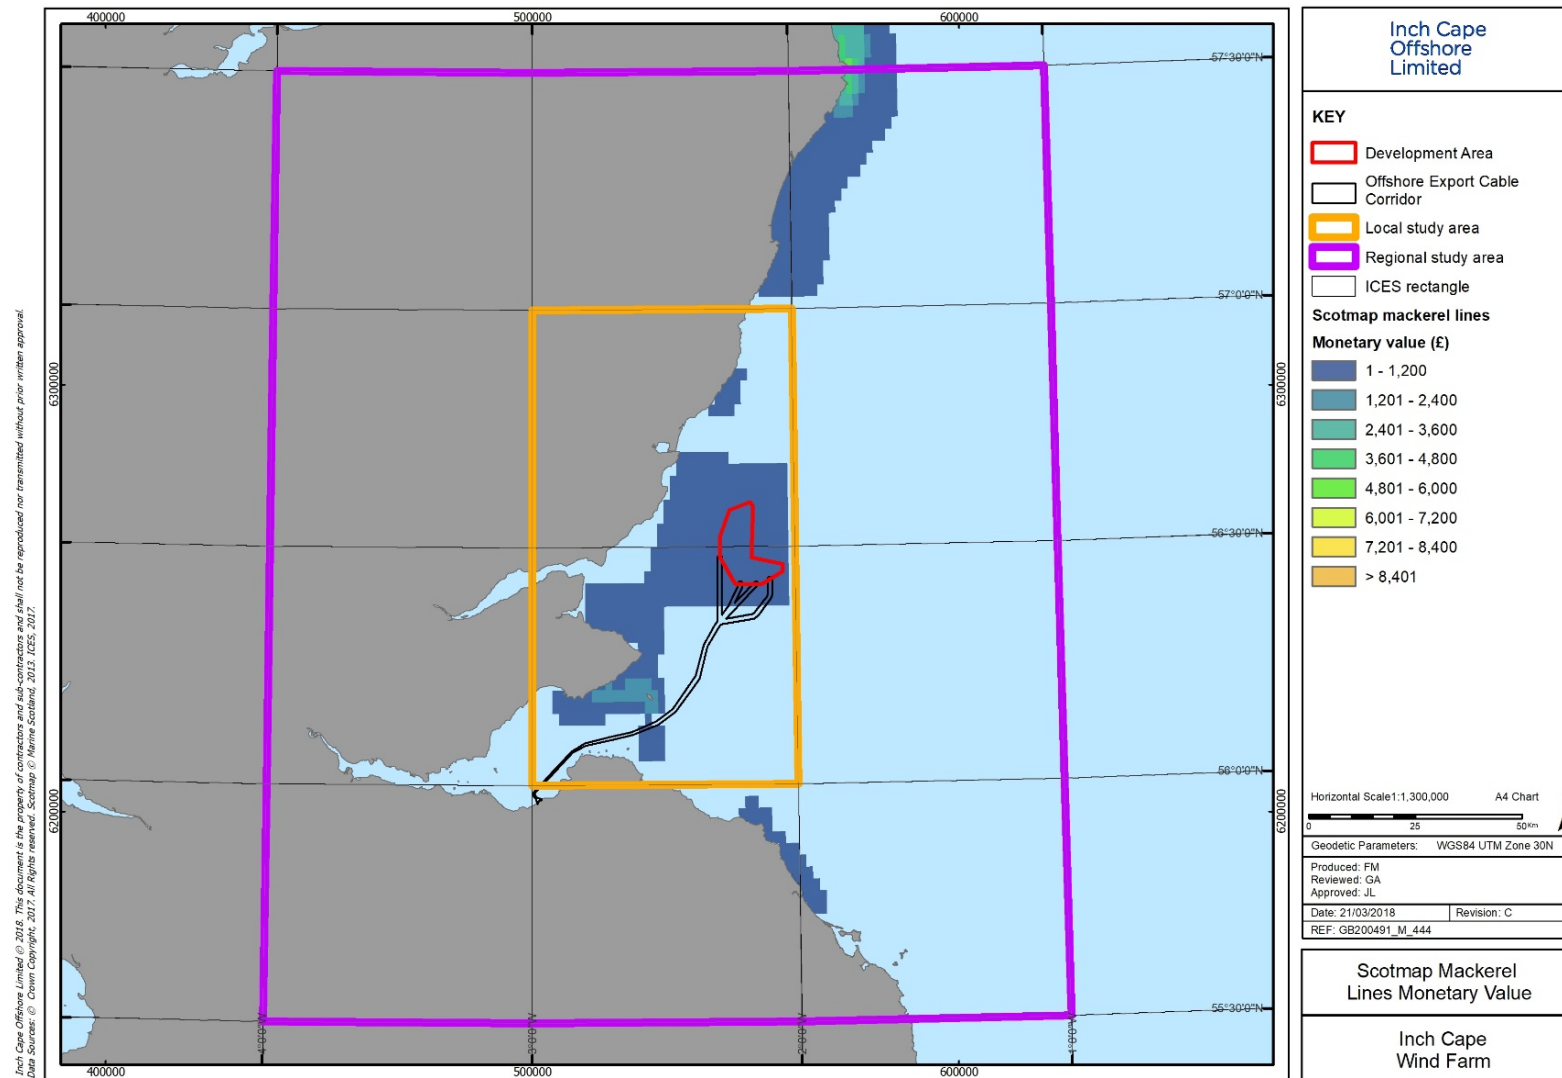 400000
500000
600000
57°30'0"N
57°0'0"N
6300000
6300000
56°30'0"N
56°0'0"N
6200000
6200000
55°30'0"N
4°0'0"W
3°0'0"W
2°0'0"W
1°0'0"W
400000
500000
600000
Inch Cape Offshore Limited © 2018. This document is the property of contractors and sub-contractors and shall not be reproduced nor transmitted without prior written approval.
Data Sources: © Crown Copyright, 2017. All Rights reserved. Scotmap © Marine Scotland, 2013. ICES, 2017.
Inch Cape
Offshore
Limited
KEY
Development Area
Offshore Export Cable
Corridor
Local study area
Regional study area
ICES rectangle
Scotmap mackerel lines
Monetary value (£)
1 - 1,200
1,201 - 2,400
2,401 - 3,600
3,601 - 4,800
4,801 - 6,000
6,001 - 7,200
7,201 - 8,400
> 8,401
Horizontal Scale1:1,300,000 A4 Chart
0 25 50Km
Geodetic Parameters: WGS84 UTM Zone 30N
Produced: FM
Reviewed: GA
Approved: JL
Date: 21/03/2018 Revision: C
REF: GB200491_M_444
Scotmap Mackerel
Lines Monetary Value
Inch Cape
Wind Farm